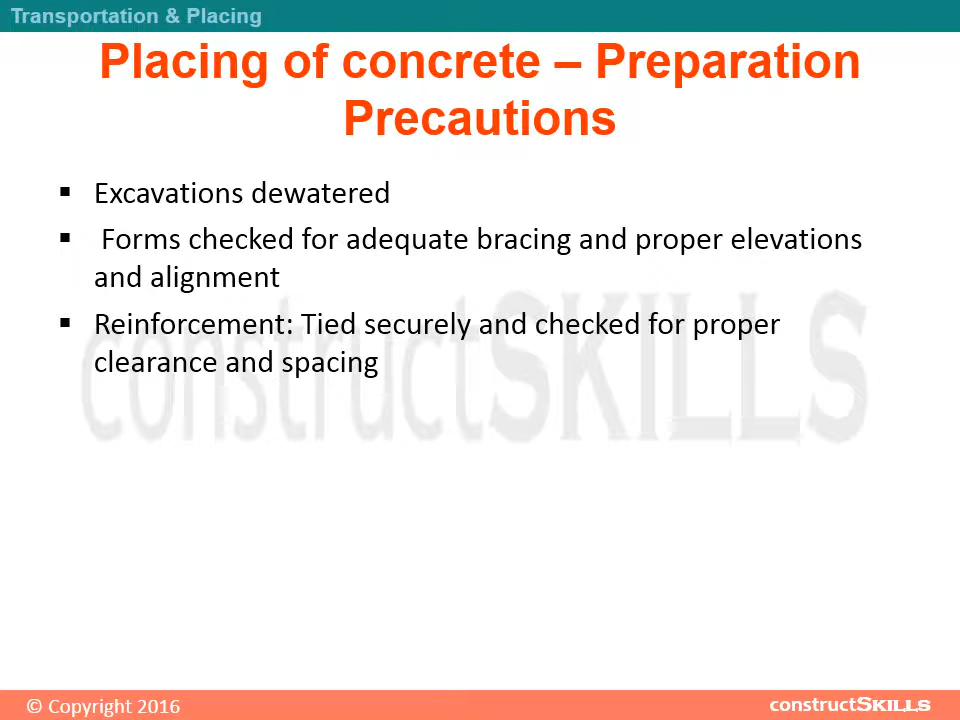 Transportation & Placing
Placing of concrete – Preparation
Precautions
▪ Excavations dewatered
▪ Forms checked for adequate bracing and proper elevations
and alignment
▪ Reinforcement: Tied securely and checked for proper
clearance and spacing
constructSKILLS
© Copyright 2016
constructSKILLS